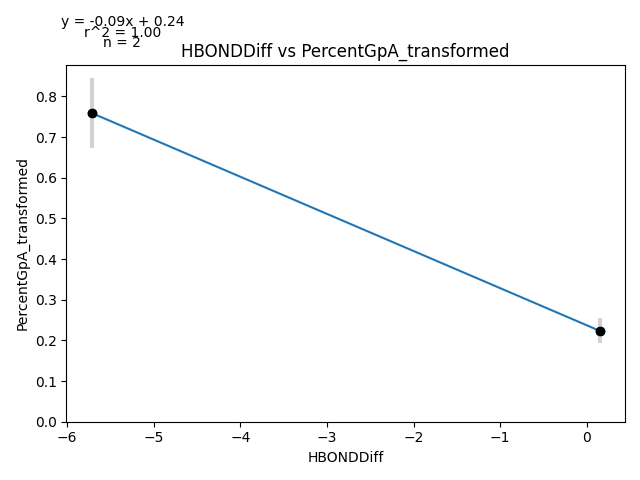 y = -0.09x + 0.24
r^2 = 1.00
n = 2
HBONDDiff vs PercentGpA_transformed
PercentGpA_transformed
0.8
0.7
0.6
0.5
0.4
0.3
0.2
0.1
0.0
−6 −5 −4 −3 −2 −1 0
HBONDDiff